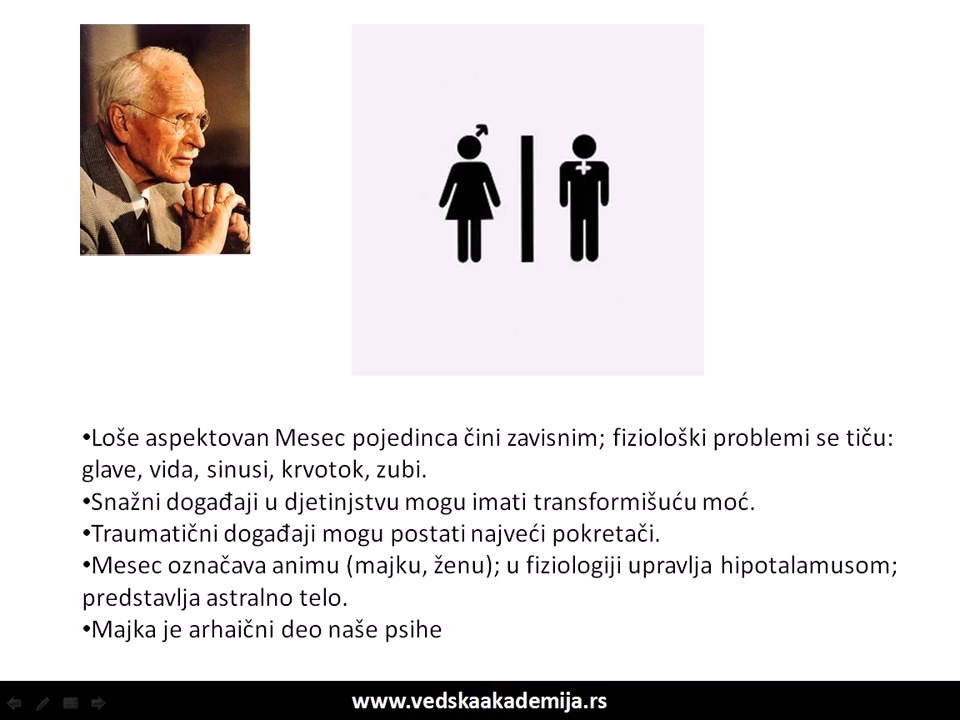 •Loše aspektovan Mesec pojedinca čini zavisnim; fiziološki problemi se tiču:
glave, vida, sinusi, krvotok, zubi.
•Snažni događaji u djetinjstvu mogu imati transformišuću moć.
•Traumatični događaji mogu postati najveći pokretači.
•Mesec označava animu (majku, ženu); u fiziologiji upravlja hipotalamusom;
predstavlja astralno telo.
•Majka je arhaični deo naše psihe
www.vedskaakademija.rs